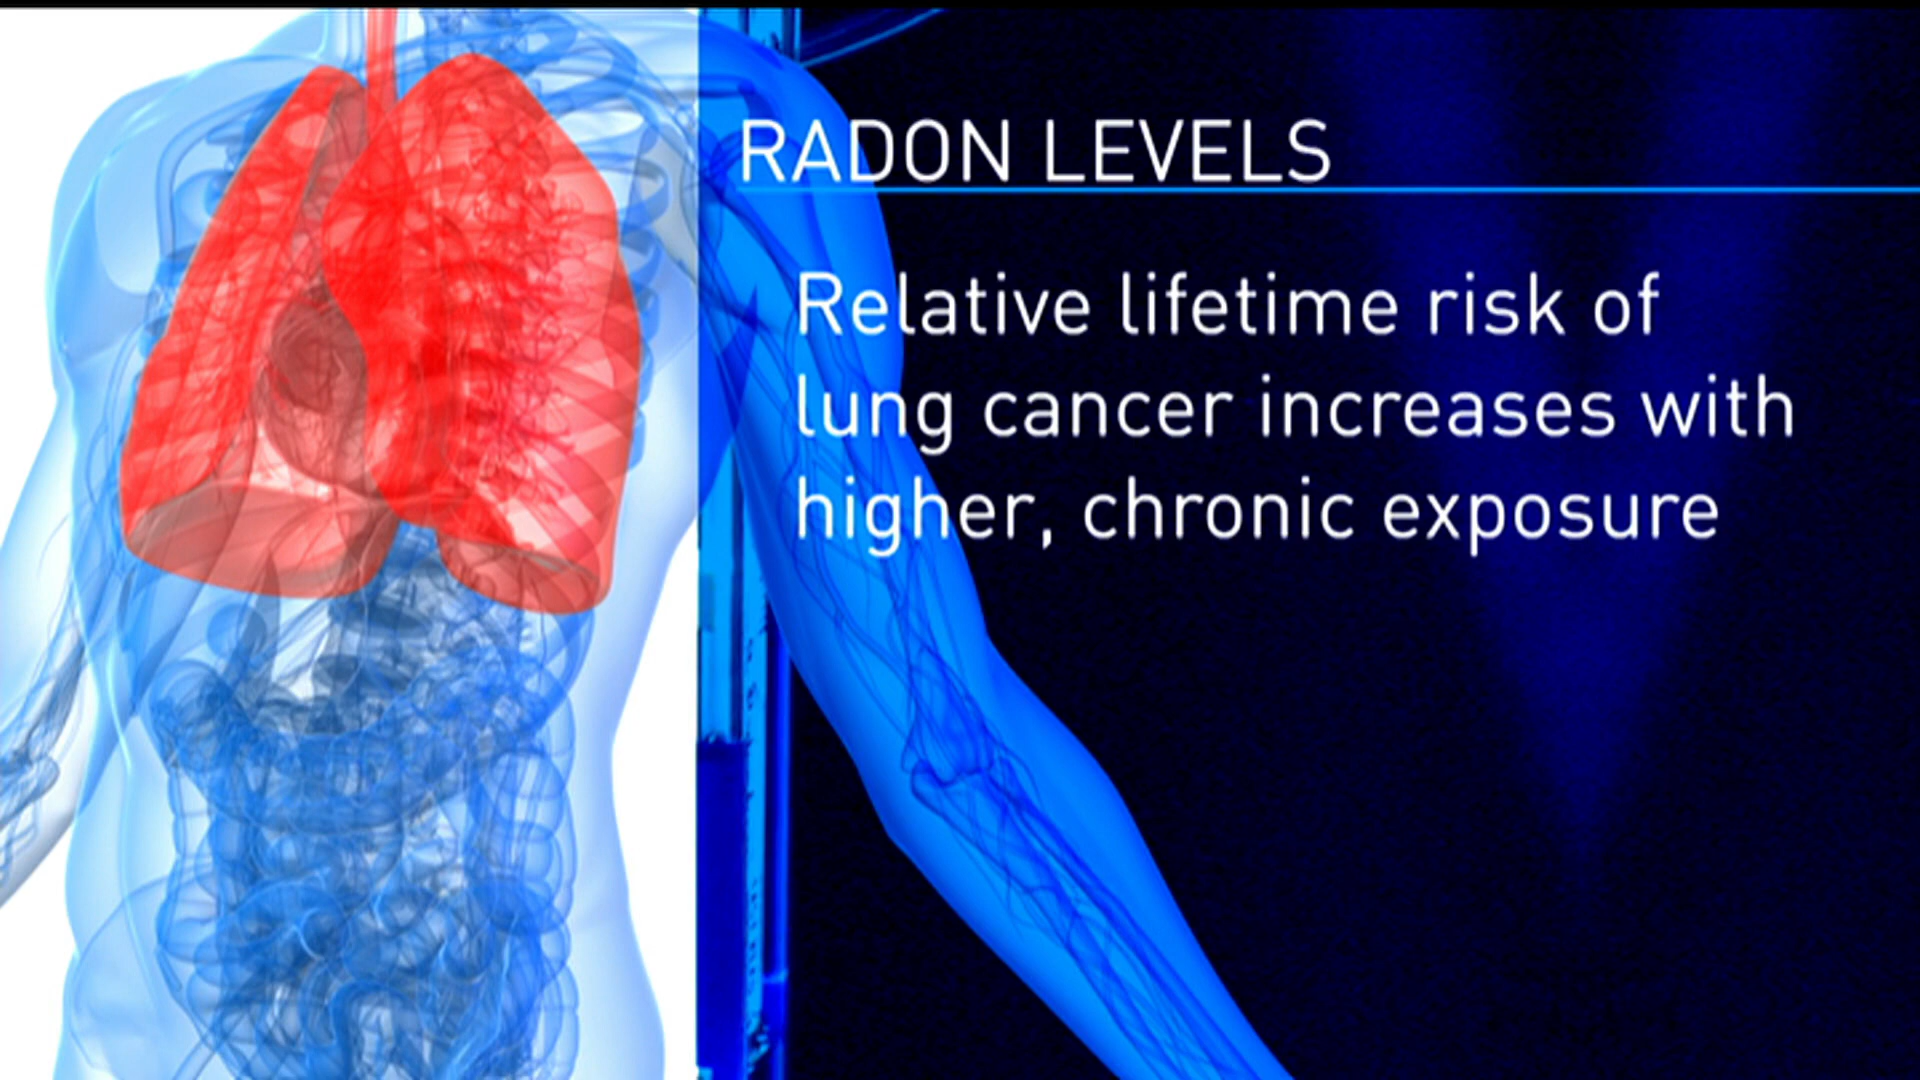 RADON LEVELS
Relative lifetime risk of
lung cancer increases with
higher, chronic exposure